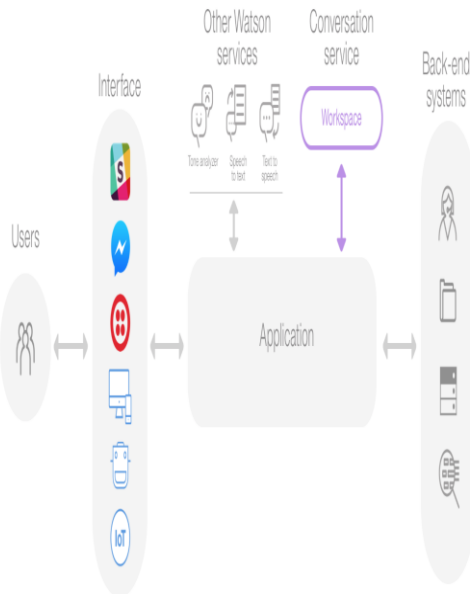 Other Watson
services
Conversation
service
Back-end
systems
Interface
Workspace
Tone analyzer
Speech
to text
Text to
speech
Users
Application
S
IoT